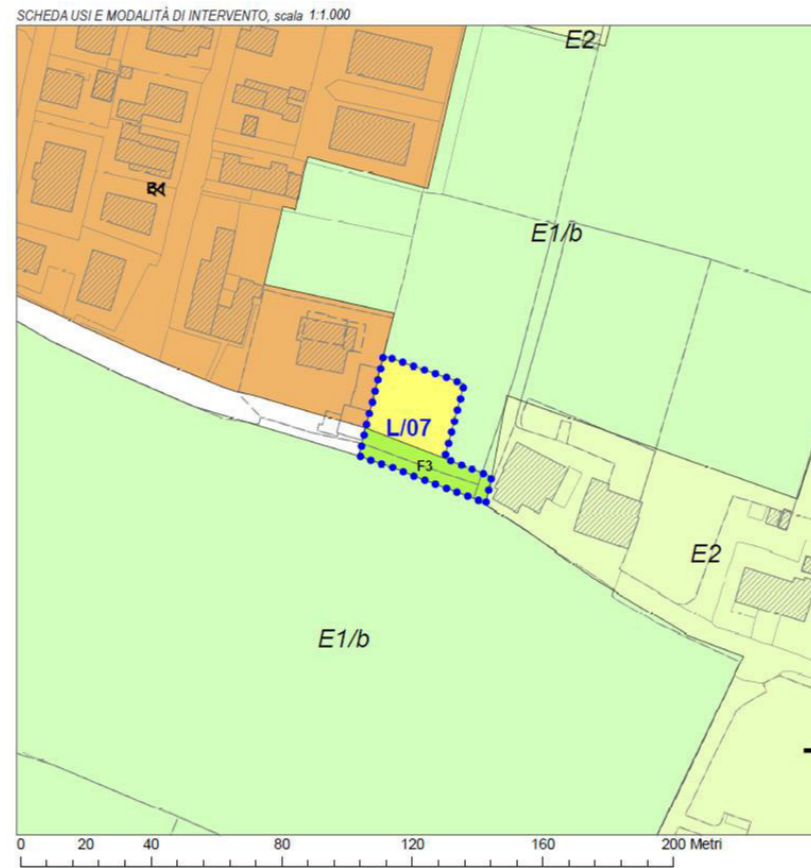 SCHEDA USI E MODALITÀ DI INTERVENTO, scala 1:1.000
E2
E1/b
L/07
F3
E2
E1/b
0 20 40 80 120 160 200 Metri